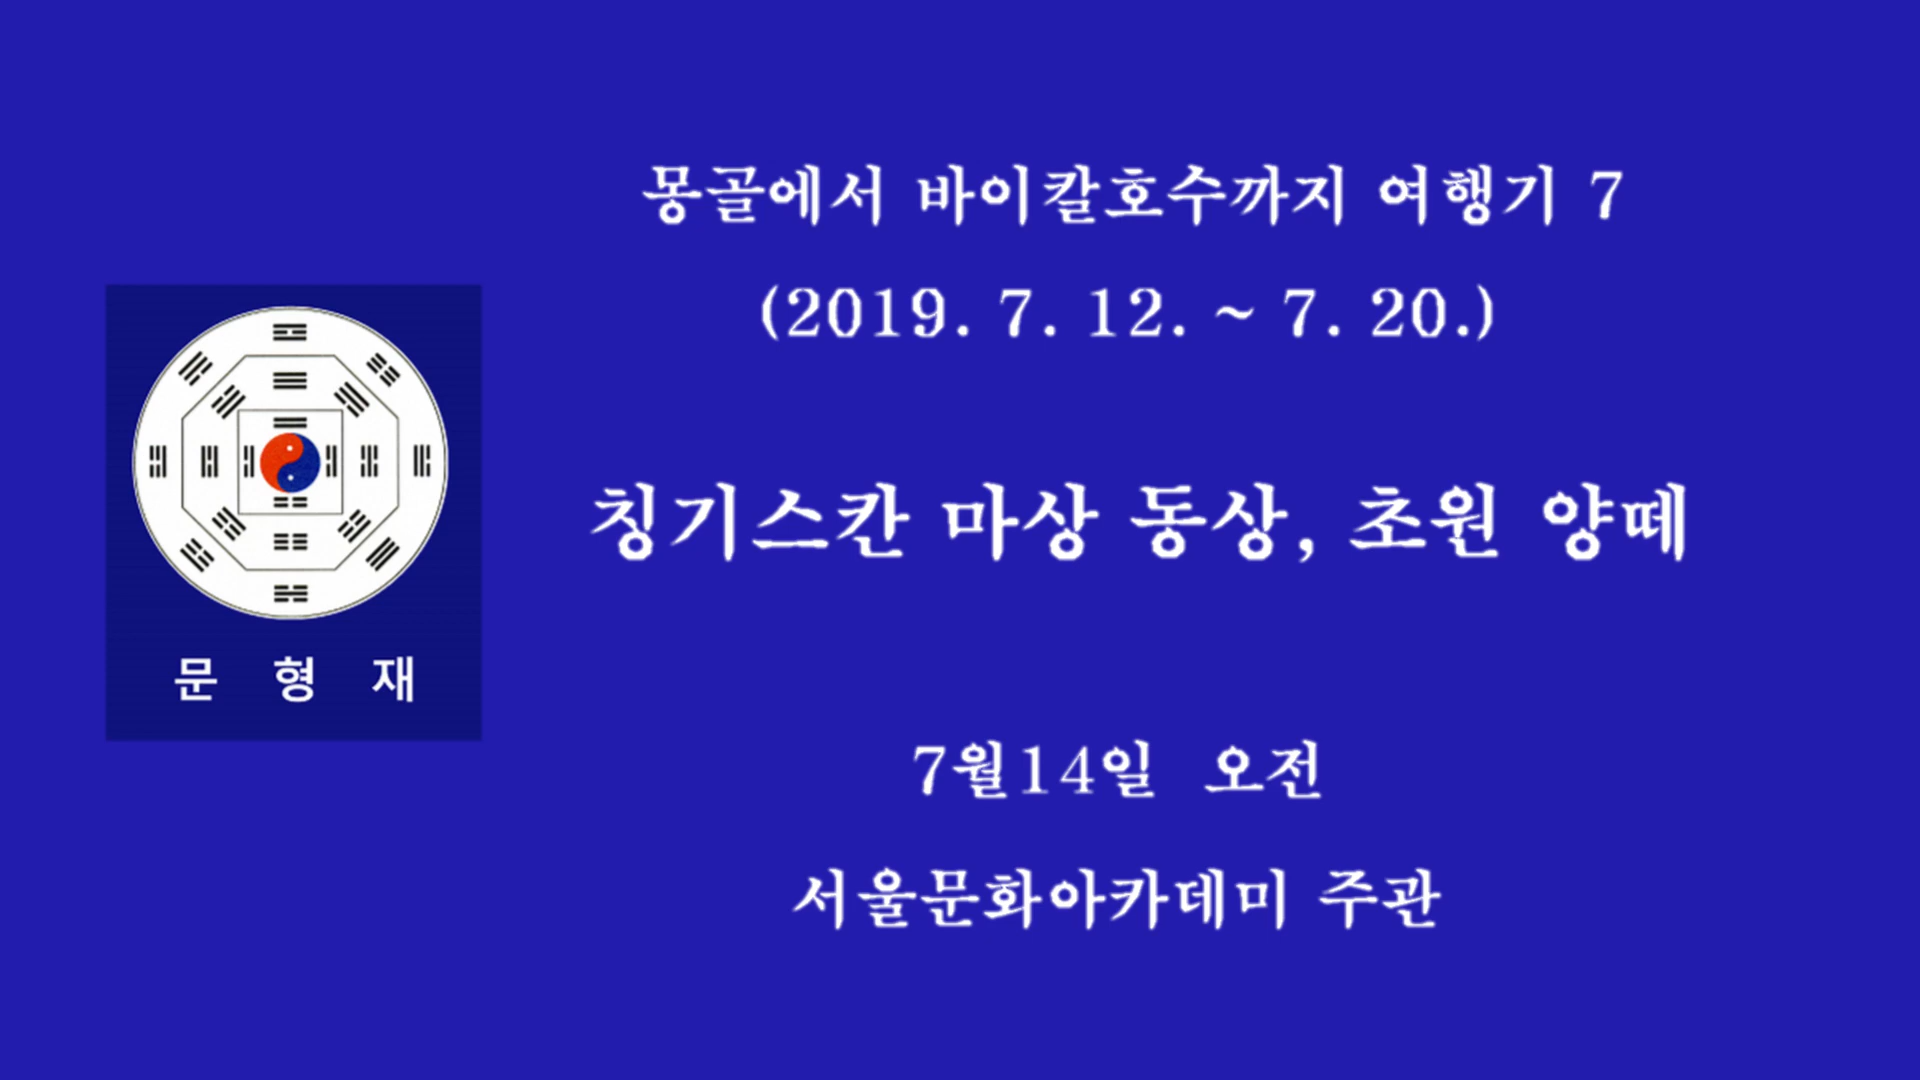 몽골에서 바이칼호수까지 여행기 7
(2019. 7. 12. ~ 7. 20.)
칭기스칸 마상 동상, 초원 양떼
문 형 재
7월14일 오전
서울문화아카데미 주관